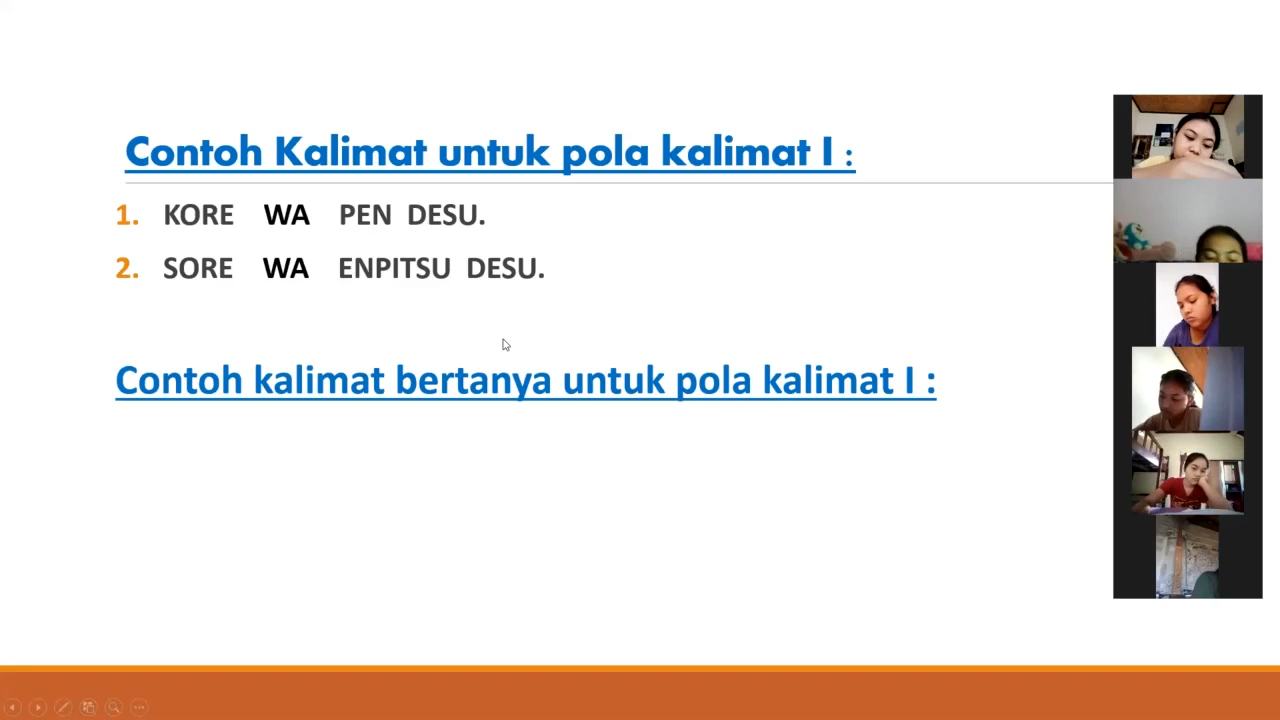 Contoh Kalimat untuk pola kalimat I :
1. KORE WA PEN DESU.
2. SORE WA ENPITSU DESU.
Contoh kalimat bertanya untuk pola kalimat I :